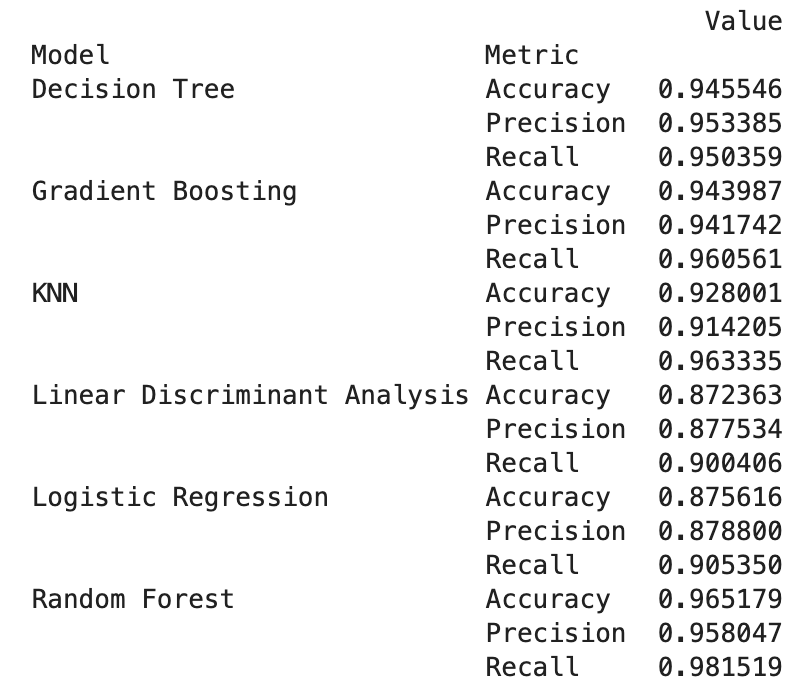 Value
Model Metric
Decision Tree Accuracy 0.945546
Precision 0.953385
Recall 0.950359
Gradient Boosting Accuracy 0.943987
Precision 0.941742
Recall 0.960561
KNN Accuracy 0.928001
Precision 0.914205
Recall 0.963335
Linear Discriminant Analysis Accuracy 0.872363
Precision 0.877534
Recall 0.900406
Logistic Regression Accuracy 0.875616
Precision 0.878800
Recall 0.905350
Random Forest Accuracy 0.965179
Precision 0.958047
Recall 0.981519